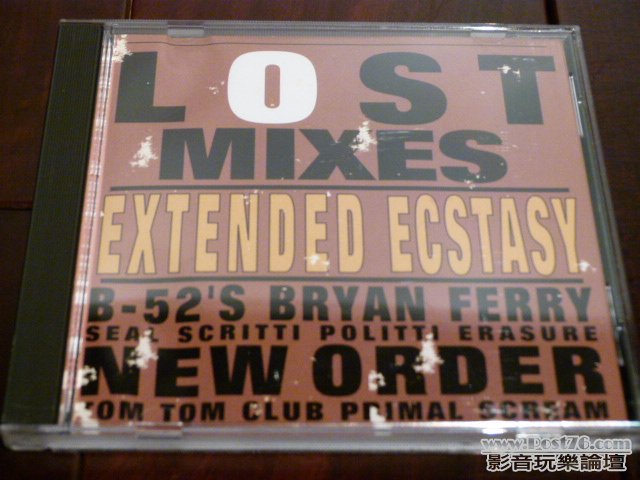 LOST
MIXES
EXTENDED ECSTASY
B-52'S BRYAN FERRY
SEAL SCRITTI POLITTI ERASURE
NEW ORDER
TOM TOM CLUB PRIMAL SCREAM
www.Post76.com
影音玩樂論壇